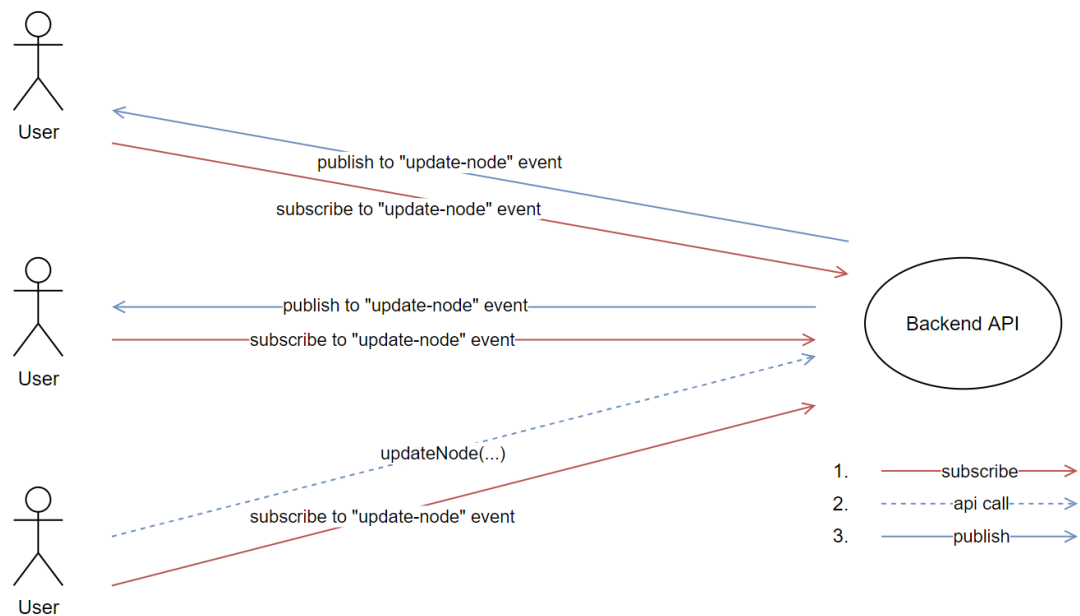 User
publish to "update-node" event
subscribe to "update-node" event
User
publish to "update-node" event
subscribe to "update-node" event
Backend API
updateNode(...)
subscribe to "update-node" event
User
1. subscribe
2. api call
3. publish